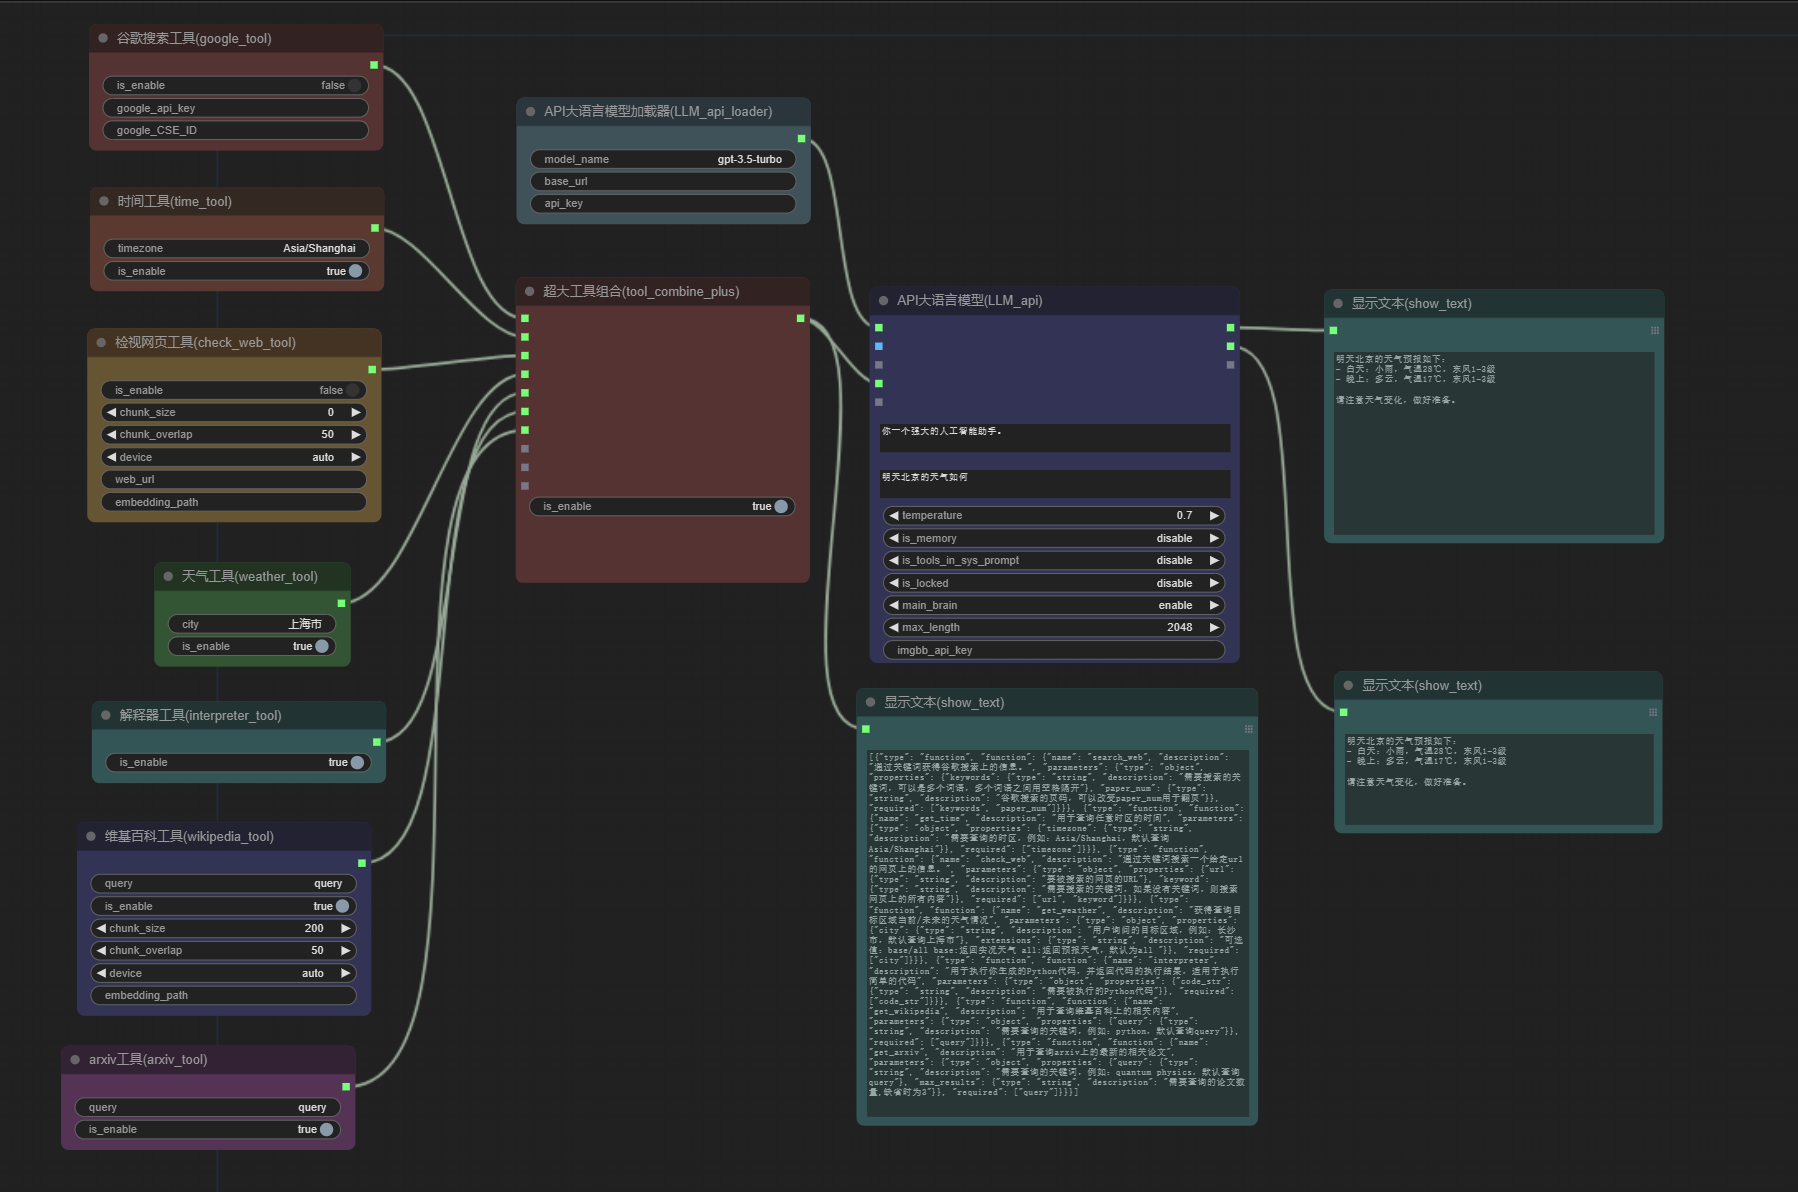 谷歌搜索工具(google_tool)
is_enable false
google_api_key
google_CSE_ID
时间工具(time_tool)
timezone Asia/Shanghai
is_enable true
检视网页工具(check_web_tool)
is_enable false
chunk_size 0
chunk_overlap 50
device auto
web_url
embedding_path
天气工具(weather_tool)
city 上海市
is_enable true
解释器工具(interpreter_tool)
is_enable true
维基百科工具(wikipedia_tool)
query query
is_enable true
chunk_size 200
chunk_overlap 50
device auto
embedding_path
arxiv工具(arxiv_tool)
query query
is_enable true
API大语言模型加载器(LLM_api_loader)
model_name gpt-3.5-turbo
base_url
api_key
超大工具组合(tool_combine_plus)
is_enable true
API大语言模型(LLM_api)
你一个强大的人工智能助手。
明天北京的天气如何
temperature 0.7
is_memory disable
is_tools_in_sys_prompt disable
is_locked disable
main_brain enable
max_length 2048
imgbb_api_key
显示文本(show_text)
[{"type": "function", "function": {"name": "search_web", "description":
"通过关键词获得谷歌搜索上的信息。", "parameters": {"type": "object",
"properties": {"keywords": {"type": "string", "description": "需要搜索的关
键词，可以是多个词语，多个词语之间用空格隔开"}, "paper_num": {"type":
"string", "description": "谷歌搜索的页码，可以改变paper_num用于翻页"}},
"required": ["keywords", "paper_num"]}}}, {"type": "function", "function":
{"name": "get_time", "description": "用于查询任意时区的时间", "parameters":
{"type": "object", "properties": {"timezone": {"type": "string",
"description": "需要查询的时区，例如：Asia/Shanghai，默认查询
Asia/Shanghai"}}, "required": ["timezone"]}}}, {"type": "function",
"function": {"name": "check_web", "description": "通过关键词搜索一个给定url
的网页上的信息。", "parameters": {"type": "object", "properties": {"url":
{"type": "string", "description": "要被搜索的网页的URL"}, "keyword":
{"type": "string", "description": "需要搜索的关键词，如果没有关键词，则搜索
网页上的所有内容"}}, "required": ["url", "keyword"]}}}, {"type":
"function", "function": {"name": "get_weather", "description": "获得查询目
标区域当前/未来的天气情况", "parameters": {"type": "object", "properties":
{"city": {"type": "string", "description": "用户询问的目标区域，例如：长沙
市，默认查询上海市"}, "extensions": {"type": "string", "description": "可选
值：base/all base:返回实况天气 all:返回预报天气，默认为all "}}, "required":
["city"]}}}, {"type": "function", "function": {"name": "interpreter",
"description": "用于执行你生成的Python代码，并返回代码的执行结果，适用于执行
简单的代码", "parameters": {"type": "object", "properties": {"code_str":
{"type": "string", "description": "需要被执行的Python代码"}}, "required":
["code_str"]}}}, {"type": "function", "function": {"name":
"get_wikipedia", "description": "用于查询维基百科上的相关内容",
"parameters": {"type": "object", "properties": {"query": {"type":
"string", "description": "需要查询的关键词，例如：python，默认查询query"}},
"required": ["query"]}}}, {"type": "function", "function": {"name":
"get_arxiv", "description": "用于查询arxiv上的最新的相关论文",
"parameters": {"type": "object", "properties": {"query": {"type":
"string", "description": "需要查询的关键词，例如：quantum physics，默认查询
query"}, "max_results": {"type": "string", "description": "需要查询的论文数
量,缺省时为3"}}, "required": ["query"]}}}]
显示文本(show_text)
明天北京的天气预报如下：
- 白天：小雨，气温28℃，东风1-3级
- 晚上：多云，气温17℃，东风1-3级
请注意天气变化，做好准备。
显示文本(show_text)
明天北京的天气预报如下：
- 白天：小雨，气温28℃，东风1-3级
- 晚上：多云，气温17℃，东风1-3级
请注意天气变化，做好准备。